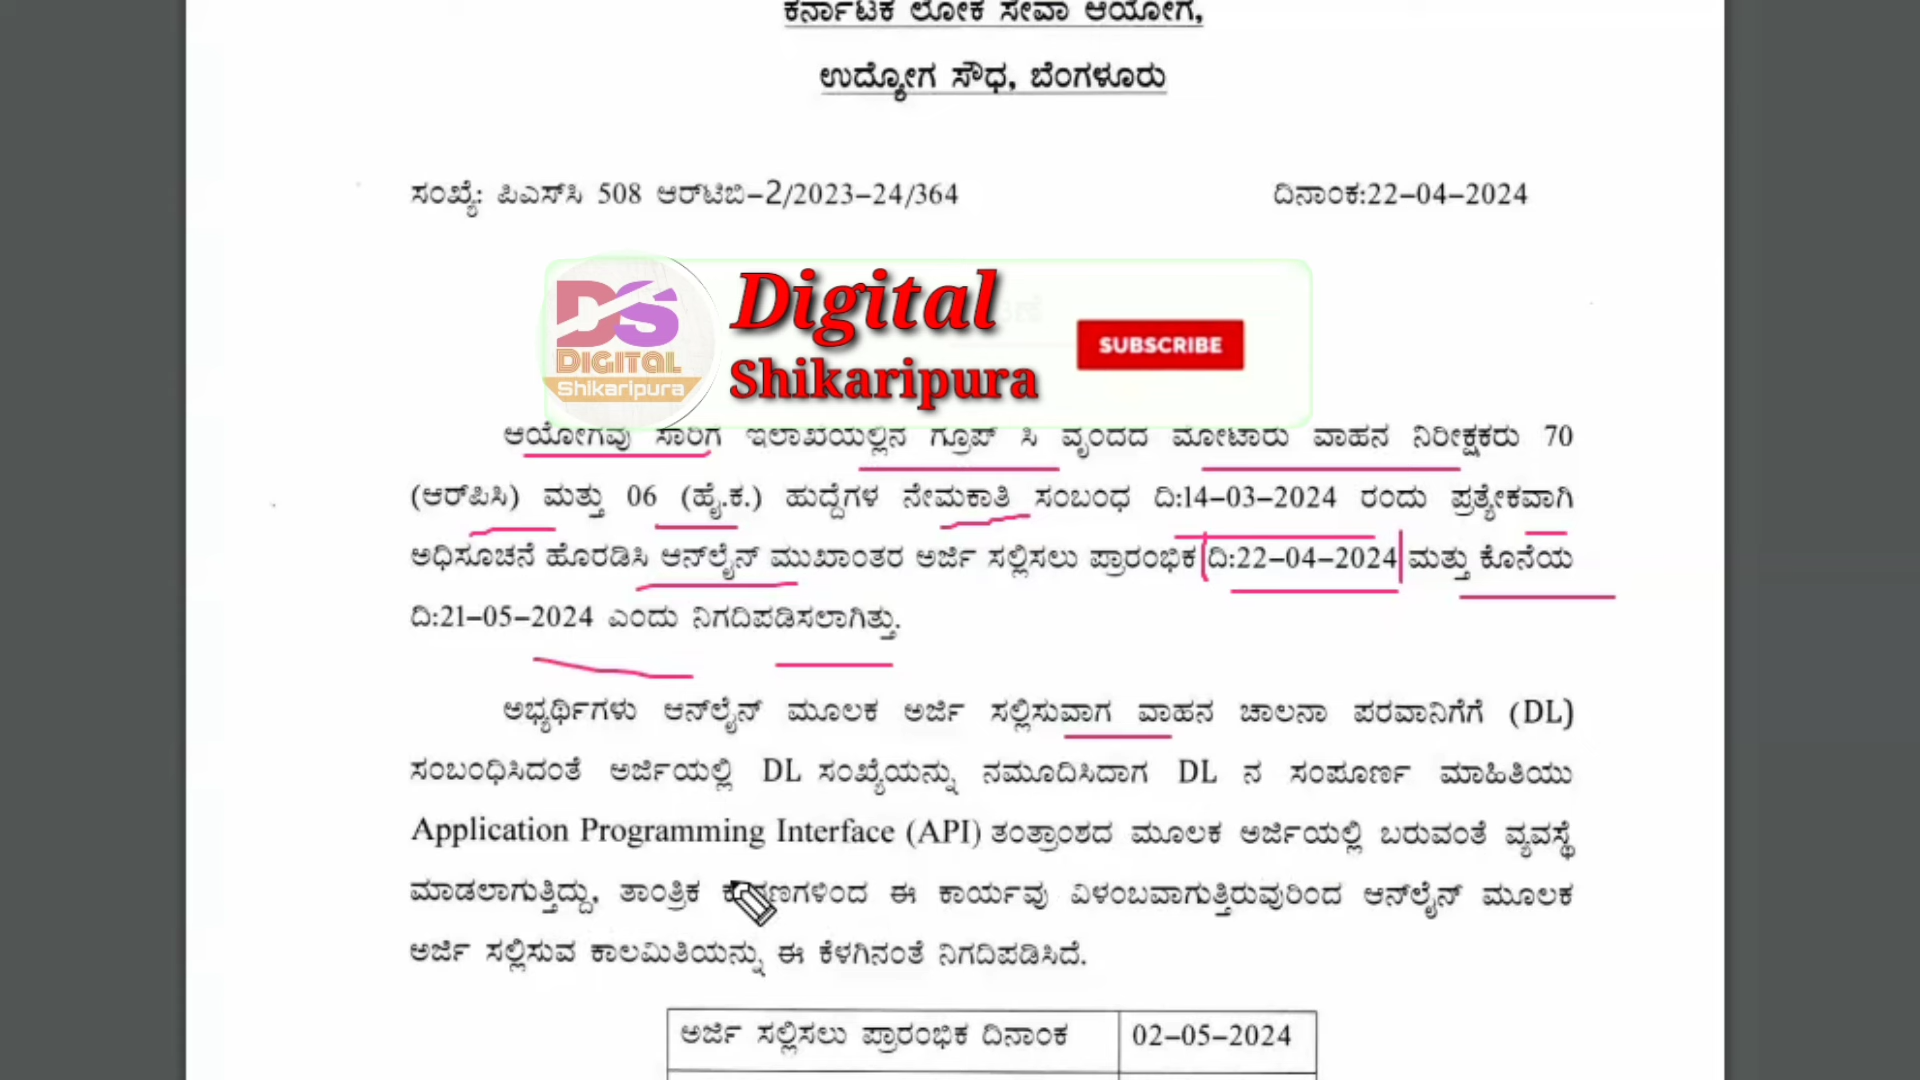 ಕರ್ನಾಟಕ ಲೋಕ ಸೇವಾ ಆಯೋಗ,
ಉದ್ಯೋಗ ಸೌಧ, ಬೆಂಗಳೂರು
ಸಂಖ್ಯೆ: ಪಿಎಸ್‌ಸಿ 508 ಆರ್‌ಟಿಬಿ-2/2023-24/364 ದಿನಾಂಕ:22-04-2024
DS
DIGITAL
Shikaripura
Digital
Shikaripura
SUBSCRIBE
ಆಯೋಗವು ಸಾರಿಗೆ ಇಲಾಖೆಯಲ್ಲಿನ ಗ್ರೂಪ್ ಸಿ ವೃಂದದ ಮೋಟಾರು ವಾಹನ ನಿರೀಕ್ಷಕರು 70
(ಆರ್‌ಪಿಸಿ) ಮತ್ತು 06 (ಹೈ.ಕ.) ಹುದ್ದೆಗಳ ನೇಮಕಾತಿ ಸಂಬಂಧ ದಿ:14-03-2024 ರಂದು ಪ್ರತ್ಯೇಕವಾಗಿ
ಅಧಿಸೂಚನೆ ಹೊರಡಿಸಿ ಆನ್‌ಲೈನ್ ಮುಖಾಂತರ ಅರ್ಜಿ ಸಲ್ಲಿಸಲು ಪ್ರಾರಂಭಿಕ ದಿ:22-04-2024 ಮತ್ತು ಕೊನೆಯ
ದಿ:21-05-2024 ಎಂದು ನಿಗದಿಪಡಿಸಲಾಗಿತ್ತು.
ಅಭ್ಯರ್ಥಿಗಳು ಆನ್‌ಲೈನ್ ಮೂಲಕ ಅರ್ಜಿ ಸಲ್ಲಿಸುವಾಗ ವಾಹನ ಚಾಲನಾ ಪರವಾನಿಗೆಗೆ (DL)
ಸಂಬಂಧಿಸಿದಂತೆ ಅರ್ಜಿಯಲ್ಲಿ DL ಸಂಖ್ಯೆಯನ್ನು ನಮೂದಿಸಿದಾಗ DL ನ ಸಂಪೂರ್ಣ ಮಾಹಿತಿಯು
Application Programming Interface (API) ತಂತ್ರಾಂಶದ ಮೂಲಕ ಅರ್ಜಿಯಲ್ಲಿ ಬರುವಂತೆ ವ್ಯವಸ್ಥೆ
ಮಾಡಲಾಗುತ್ತಿದ್ದು, ತಾಂತ್ರಿಕ ಕಾರಣಗಳಿಂದ ಈ ಕಾರ್ಯವು ವಿಳಂಬವಾಗುತ್ತಿರುವುರಿಂದ ಆನ್‌ಲೈನ್ ಮೂಲಕ
ಅರ್ಜಿ ಸಲ್ಲಿಸುವ ಕಾಲಮಿತಿಯನ್ನು ಈ ಕೆಳಗಿನಂತೆ ನಿಗದಿಪಡಿಸಿದೆ.
ಅರ್ಜಿ ಸಲ್ಲಿಸಲು ಪ್ರಾರಂಭಿಕ ದಿನಾಂಕ 02-05-2024